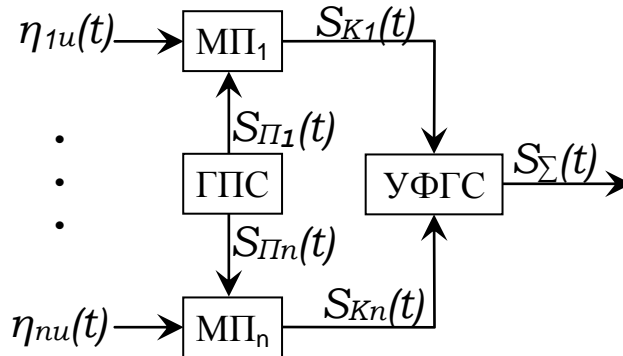 η1u(t) МП1 SK1(t)
SП1(t)
ГПС УФГС S∑(t)
SПn(t)
ηnu(t) МПn SKn(t)